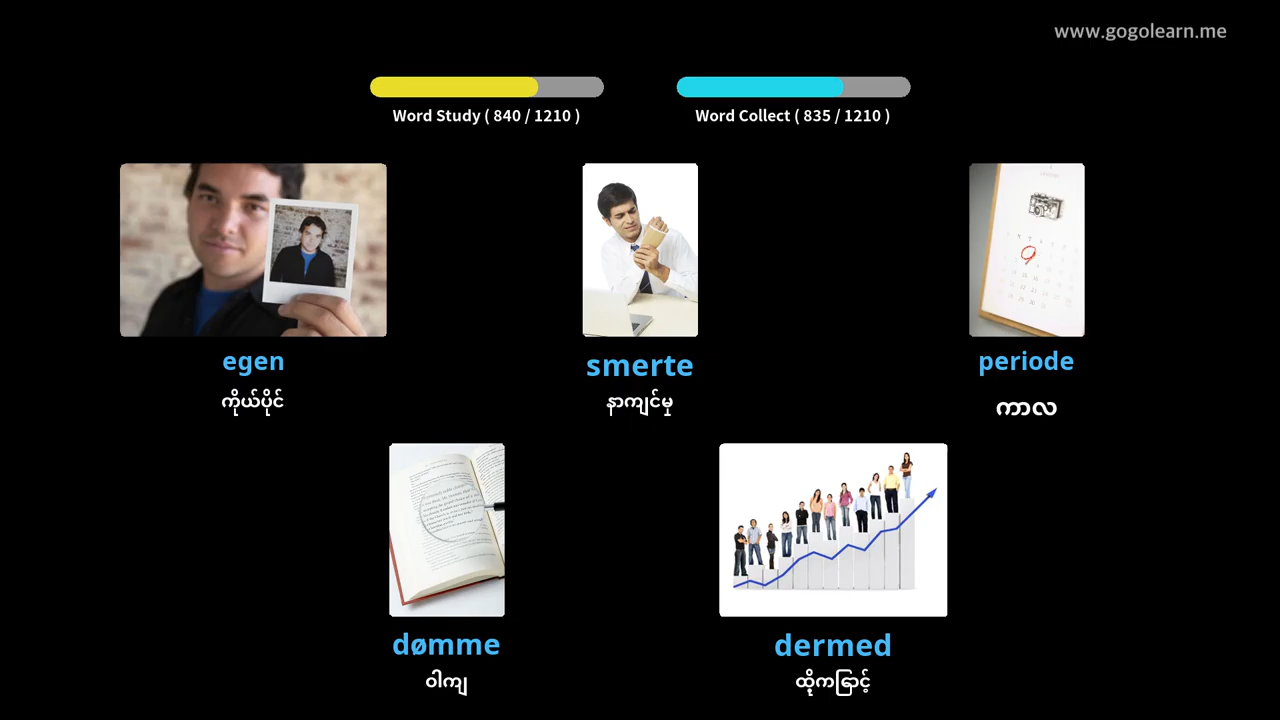 www.gogolearn.me
Word Study ( 840 / 1210 )
Word Collect ( 835 / 1210 )
egen
smerte
periode
ကိုယ်ပိုင်
နာကျင်မှု
ကာလ
dømme
dermed
ဝါကျ
ထို့ကြောင့်